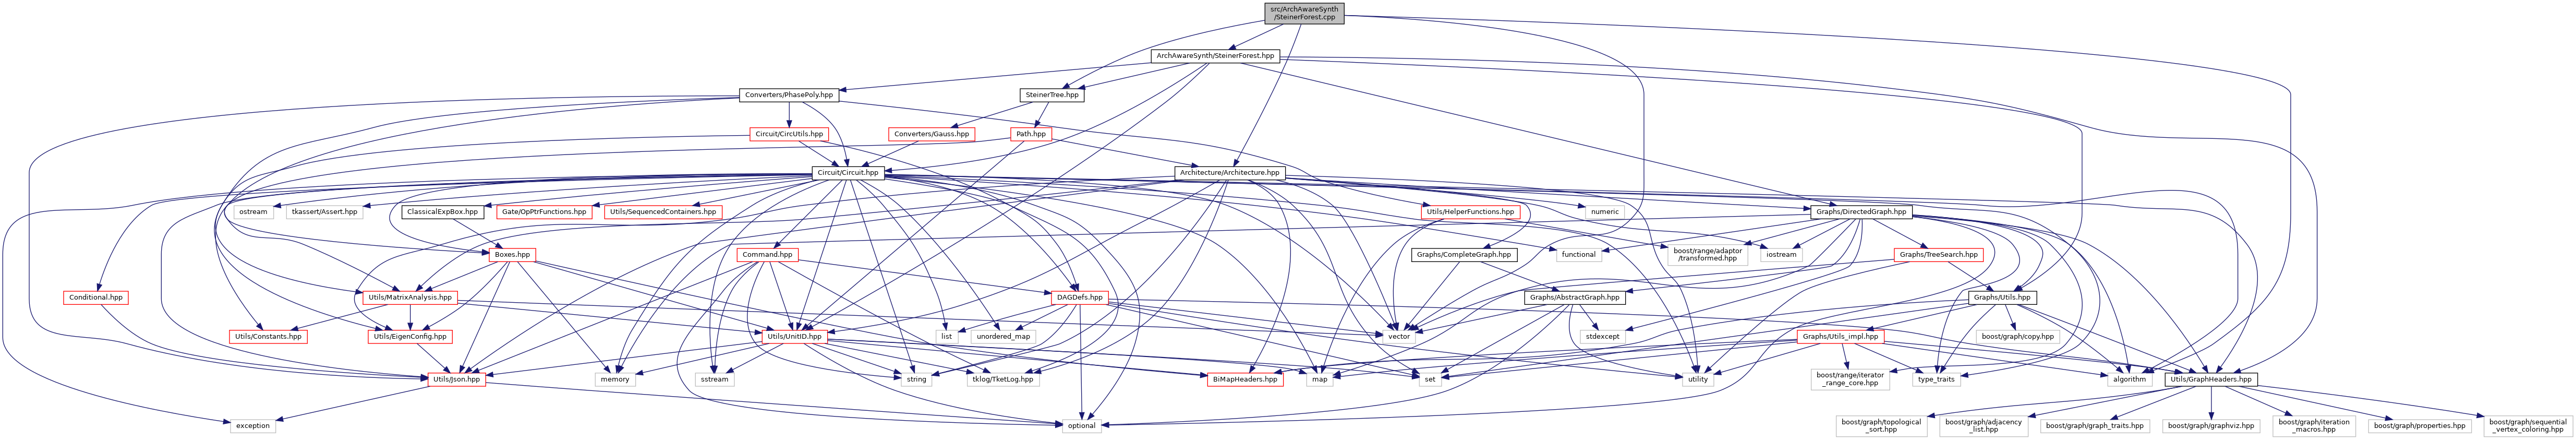 src/ArchAwareSynth
/SteinerForest.cpp
ArchAwareSynth/SteinerForest.hpp
Converters/PhasePoly.hpp
SteinerTree.hpp
Circuit/CircUtils.hpp
Converters/Gauss.hpp
Path.hpp
Circuit/Circuit.hpp
Architecture/Architecture.hpp
ostream
tkassert/Assert.hpp
ClassicalExpBox.hpp
Gate/OpPtrFunctions.hpp
Utils/SequencedContainers.hpp
Utils/HelperFunctions.hpp
numeric
Graphs/DirectedGraph.hpp
Boxes.hpp
Command.hpp
Graphs/CompleteGraph.hpp
functional
boost/range/adaptor
/transformed.hpp
iostream
Graphs/TreeSearch.hpp
Conditional.hpp
Utils/MatrixAnalysis.hpp
DAGDefs.hpp
Graphs/AbstractGraph.hpp
Graphs/Utils.hpp
Utils/Constants.hpp
Utils/EigenConfig.hpp
Utils/UnitID.hpp
list
unordered_map
vector
stdexcept
Graphs/Utils_impl.hpp
boost/graph/copy.hpp
Utils/Json.hpp
memory
sstream
string
tklog/TketLog.hpp
BiMapHeaders.hpp
map
set
utility
boost/range/iterator
_range_core.hpp
type_traits
algorithm
Utils/GraphHeaders.hpp
exception
optional
boost/graph/topological
_sort.hpp
boost/graph/adjacency
_list.hpp
boost/graph/graph_traits.hpp
boost/graph/graphviz.hpp
boost/graph/iteration
_macros.hpp
boost/graph/properties.hpp
boost/graph/sequential
_vertex_coloring.hpp